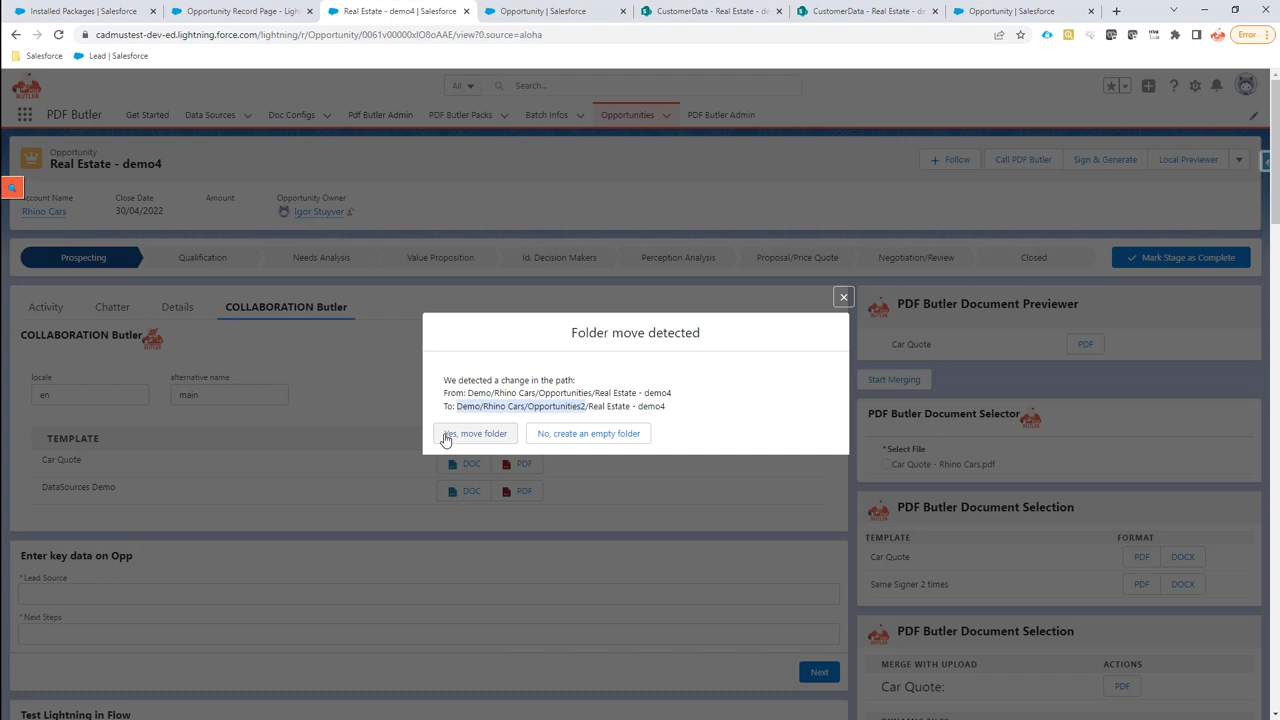 Installed Packages | Salesforce
Opportunity Record Page - Ligh
Real Estate - demo4 | Salesforce
Opportunity | Salesforce
CustomerData - Real Estate - de
CustomerData - Real Estate - de
Opportunity | Salesforce
cadmustest-dev-ed.lightning.force.com/lightning/r/Opportunity/0061v00000xIO8oAAE/view?0.source=aloha
Error
Salesforce
Lead | Salesforce
All
Search...
PDF Butler
Get Started
Data Sources
Doc Configs
Pdf Butler Admin
PDF Butler Packs
Batch Infos
Opportunities
PDF Butler Admin
Opportunity
Real Estate - demo4
Follow
Call PDF Butler
Sign & Generate
Local Previewer
ccount Name
Close Date
Amount
Opportunity Owner
Rhino Cars
30/04/2022
Igor Stuyver
Prospecting
Qualification
Needs Analysis
Value Proposition
Id. Decision Makers
Perception Analysis
Proposal/Price Quote
Negotiation/Review
Closed
Mark Stage as Complete
Activity
Chatter
Details
COLLABORATION Butler
COLLABORATION Butler
locale
alternative name
en
main
TEMPLATE
Car Quote
DOC
PDF
DataSources Demo
DOC
PDF
Enter key data on Opp
*Lead Source
*Next Steps
Next
Test Lightning in Flow
Folder move detected
We detected a change in the path:
From: Demo/Rhino Cars/Opportunities/Real Estate - demo4
To: Demo/Rhino Cars/Opportunities2/Real Estate - demo4
Yes, move folder
No, create an empty folder
PDF Butler Document Previewer
Car Quote
PDF
Start Merging
PDF Butler Document Selector
*Select File
Car Quote - Rhino Cars.pdf
PDF Butler Document Selection
TEMPLATE
FORMAT
Car Quote
PDF
DOCX
Same Signer 2 times
PDF
DOCX
PDF Butler Document Selection
MERGE WITH UPLOAD
ACTIONS
Car Quote:
PDF